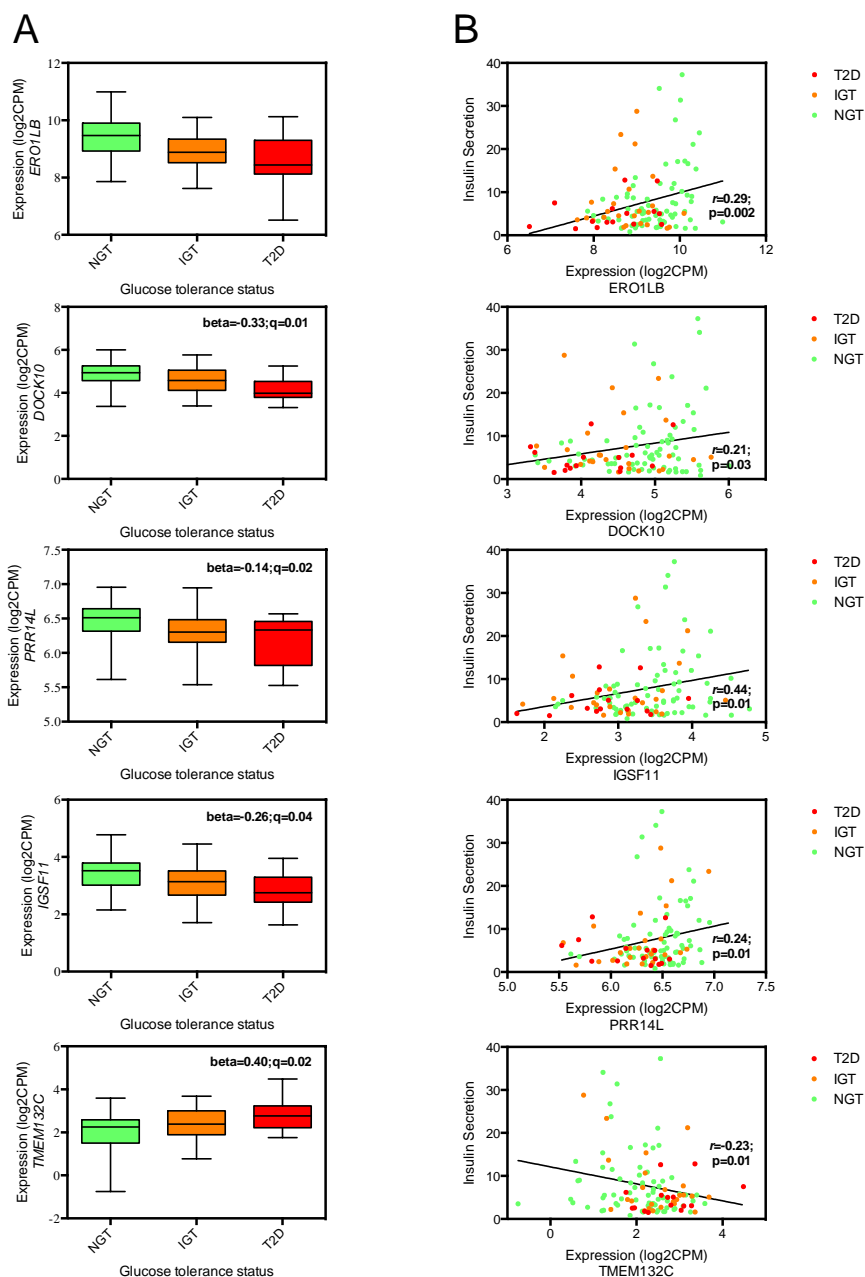 A
B
Expression (log2CPM)
ERO1LB
12
10
8
6
NGT
IGT
T2D
Glucose tolerance status
Insulin Secretion
40
30
20
10
0
6
8
10
12
r=0.29;
p=0.002
Expression (log2CPM)
ERO1LB
T2D
IGT
NGT
Expression (log2CPM)
DOCK10
8
6
4
2
0
beta=-0.33;q=0.01
NGT
IGT
T2D
Glucose tolerance status
Insulin Secretion
40
30
20
10
0
3
4
5
6
r=0.21;
p=0.03
Expression (log2CPM)
DOCK10
T2D
IGT
NGT
Expression (log2CPM)
PRR14L
7.5
7.0
6.5
6.0
5.5
5.0
beta=-0.14;q=0.02
NGT
IGT
T2D
Glucose tolerance status
Insulin Secretion
40
30
20
10
0
2
3
4
5
r=0.44;
p=0.01
Expression (log2CPM)
IGSF11
T2D
IGT
NGT
Expression (log2CPM)
IGSF11
6
4
2
0
beta=-0.26;q=0.04
NGT
IGT
T2D
Glucose tolerance status
Insulin Secretion
40
30
20
10
0
5.0
5.5
6.0
6.5
7.0
7.5
r=0.24;
p=0.01
Expression (log2CPM)
PRR14L
T2D
IGT
NGT
Expression (log2CPM)
TMEM132C
6
4
2
0
-2
beta=0.40;q=0.02
NGT
IGT
T2D
Glucose tolerance status
Insulin Secretion
40
30
20
10
0
0
2
4
r=-0.23;
p=0.01
Expression (log2CPM)
TMEM132C
T2D
IGT
NGT